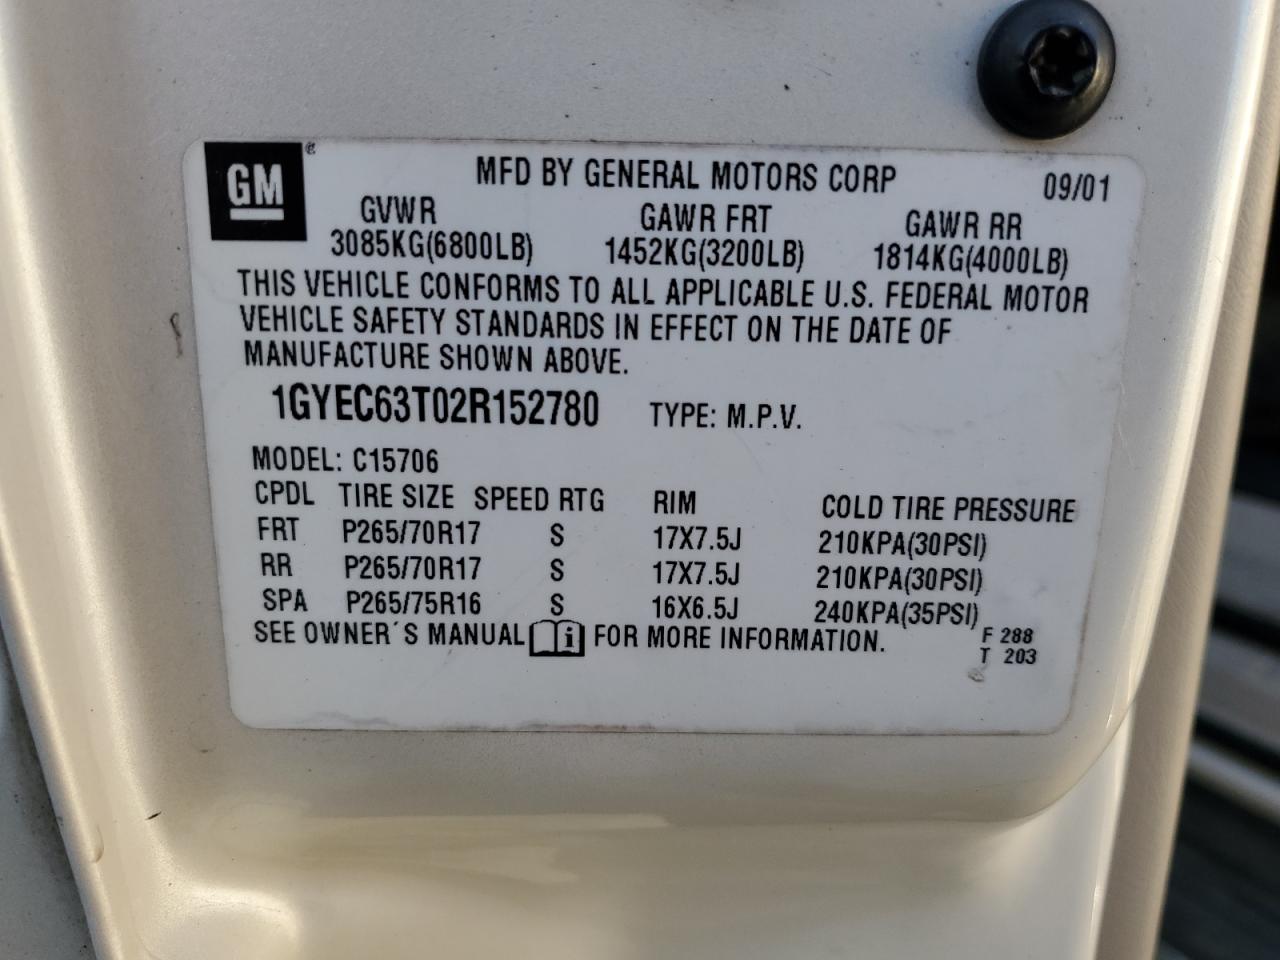 GM ®
MFD BY GENERAL MOTORS CORP 09/01
GVWR GAWR FRT GAWR RR
3085KG(6800LB) 1452KG(3200LB) 1814KG(4000LB)
THIS VEHICLE CONFORMS TO ALL APPLICABLE U.S. FEDERAL MOTOR
VEHICLE SAFETY STANDARDS IN EFFECT ON THE DATE OF
MANUFACTURE SHOWN ABOVE.
1GYEC63T02R152780 TYPE: M.P.V.
MODEL: C15706
CPDL TIRE SIZE SPEED RTG RIM COLD TIRE PRESSURE
FRT P265/70R17 S 17X7.5J 210KPA(30PSI)
RR P265/70R17 S 17X7.5J 210KPA(30PSI)
SPA P265/75R16 S 16X6.5J 240KPA(35PSI)
SEE OWNER´S MANUAL i FOR MORE INFORMATION. F 288
T 203